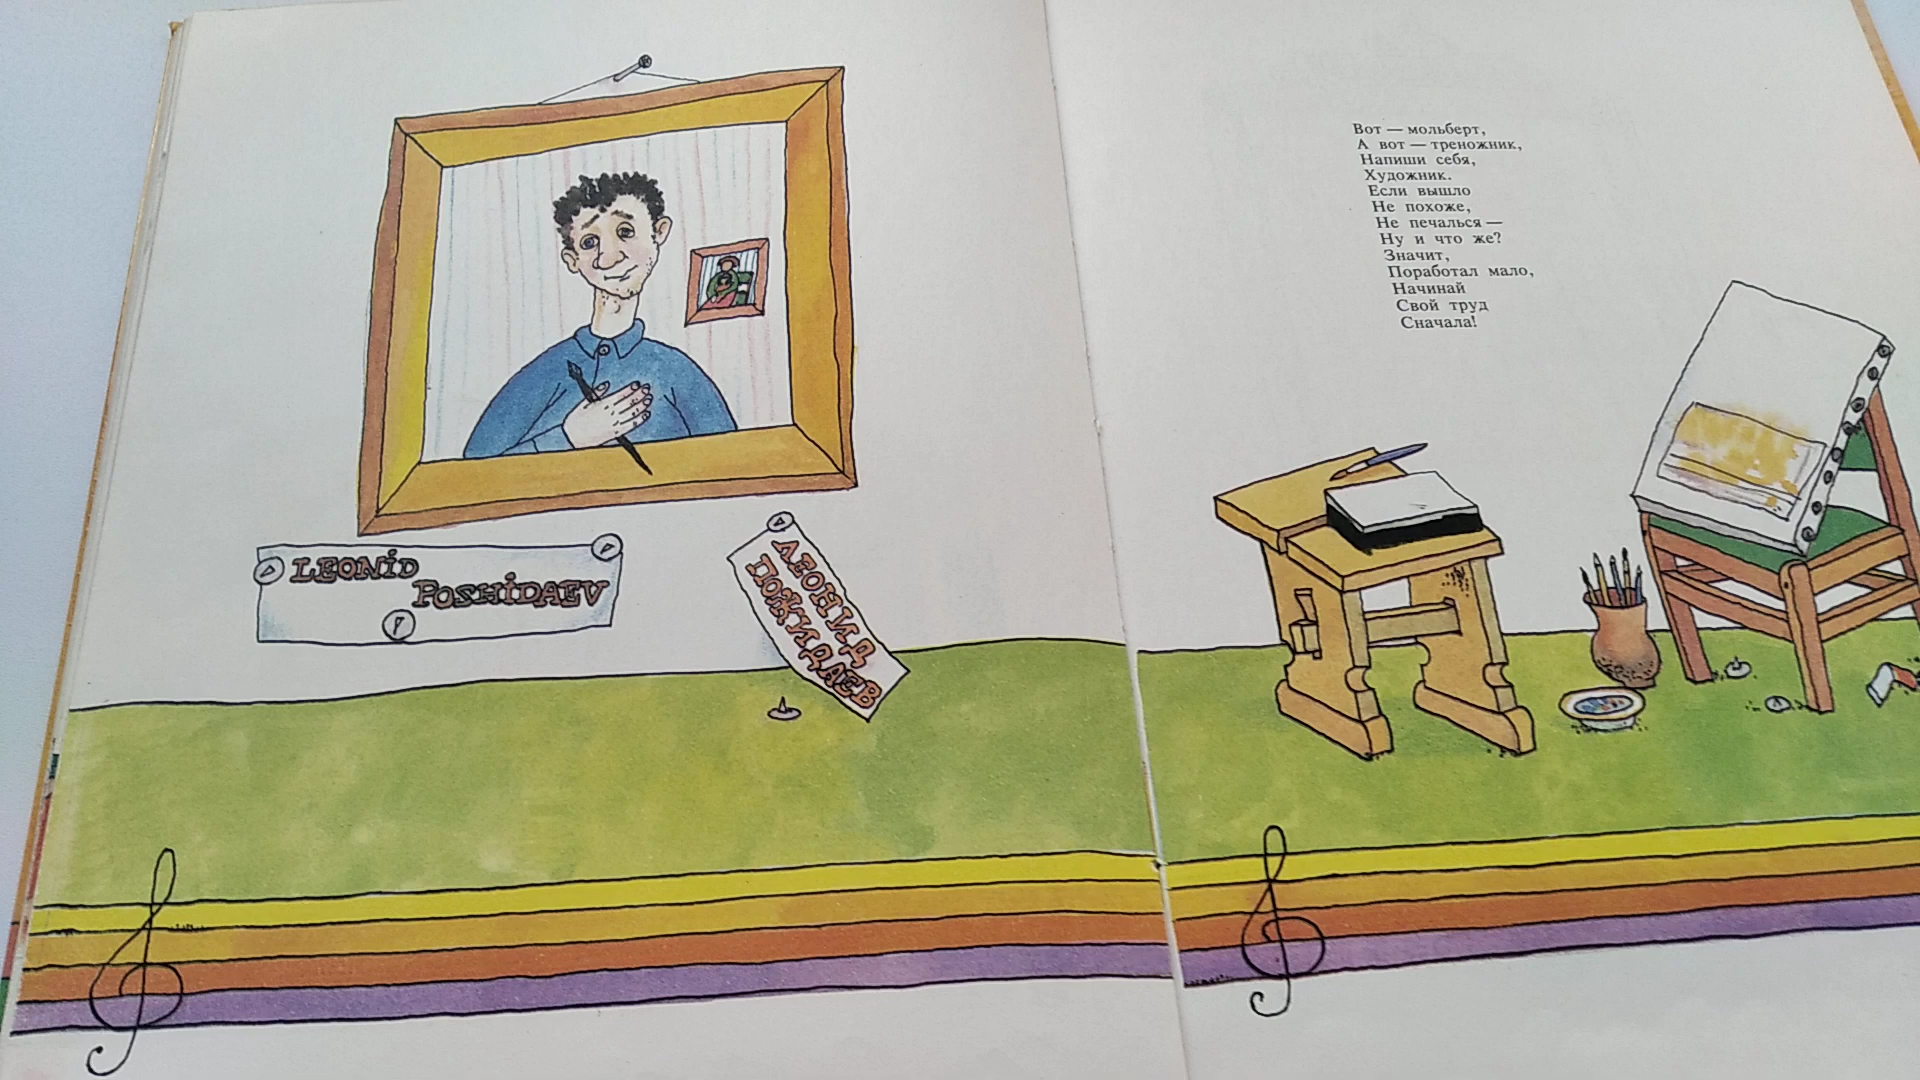 LEONiD
POSHiDAEV
ЛЕОНИД
ПОЖИДАЕВ
Вот — мольберт,
А вот — треножник,
Напиши себя,
Художник.
Если вышло
Не похоже,
Не печалься —
Ну и что же?
Значит,
Поработал мало,
Начинай
Свой труд
Сначала!